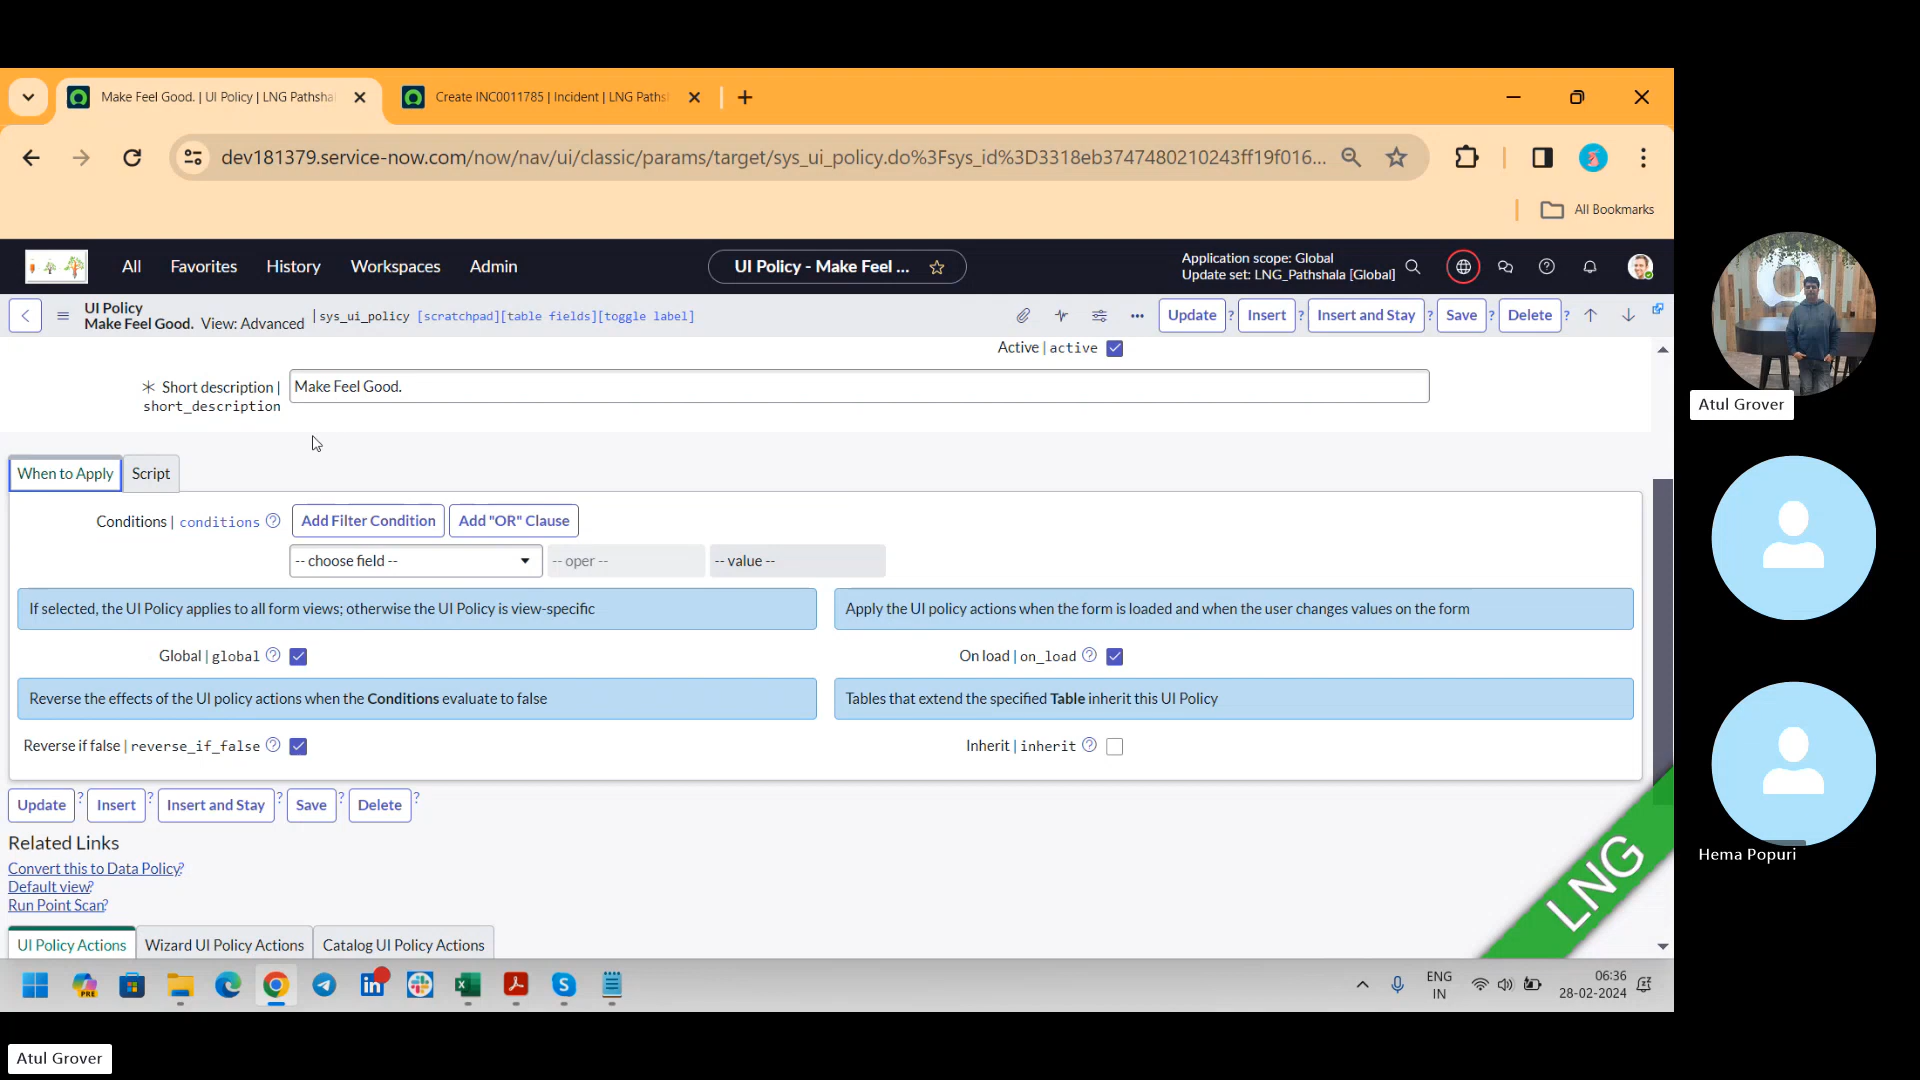 Make Feel Good. | UI Policy | LNG Pathsha
Create INC0011785 | Incident | LNG Paths
dev181379.service-now.com/now/nav/ui/classic/params/target/sys_ui_policy.do%3Fsys_id%3D3318eb3747480210243ff19f016...
All Bookmarks
All Favorites History Workspaces Admin
UI Policy - Make Feel ...
Application scope: Global
Update set: LNG_Pathshala [Global]
UI Policy
Make Feel Good. View: Advanced
|sys_ui_policy [scratchpad][table fields][toggle label]
Update ? Insert ? Insert and Stay ? Save ? Delete ?
Active | active
Short description |
short_description
Make Feel Good.
When to Apply Script
Conditions | conditions Add Filter Condition Add "OR" Clause
-- choose field -- -- oper -- -- value --
If selected, the UI Policy applies to all form views; otherwise the UI Policy is view-specific
Apply the UI policy actions when the form is loaded and when the user changes values on the form
Global | global On load | on_load
Reverse the effects of the UI policy actions when the Conditions evaluate to false
Tables that extend the specified Table inherit this UI Policy
Reverse if false | reverse_if_false Inherit | inherit
Update ? Insert ? Insert and Stay ? Save ? Delete ?
Related Links
Convert this to Data Policy?
Default view?
Run Point Scan?
UI Policy Actions Wizard UI Policy Actions Catalog UI Policy Actions
LNG
PRE
ENG
IN
06:36
28-02-2024
Atul Grover
Hema Popuri
Atul Grover